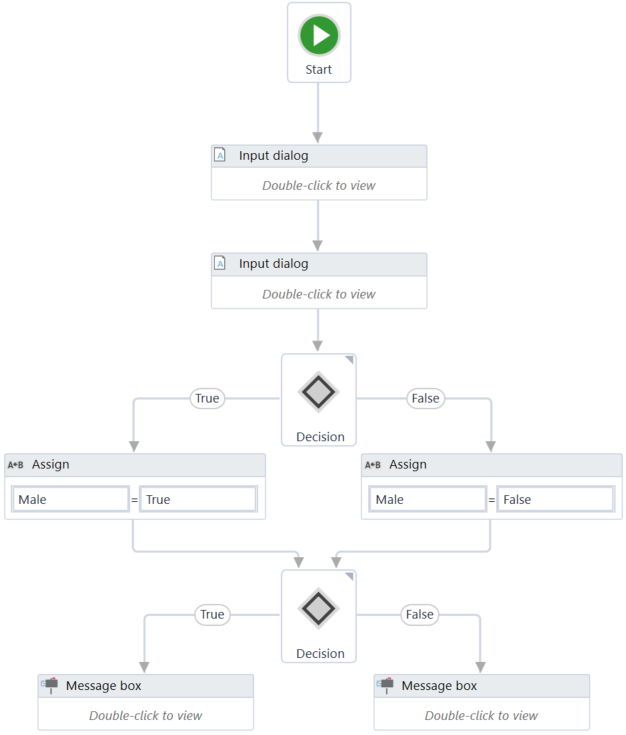 Start
Input dialog
Double-click to view
Input dialog
Double-click to view
True
False
Decision
A•B Assign
A•B Assign
Male = True
Male = False
True
False
Decision
Message box
Message box
Double-click to view
Double-click to view